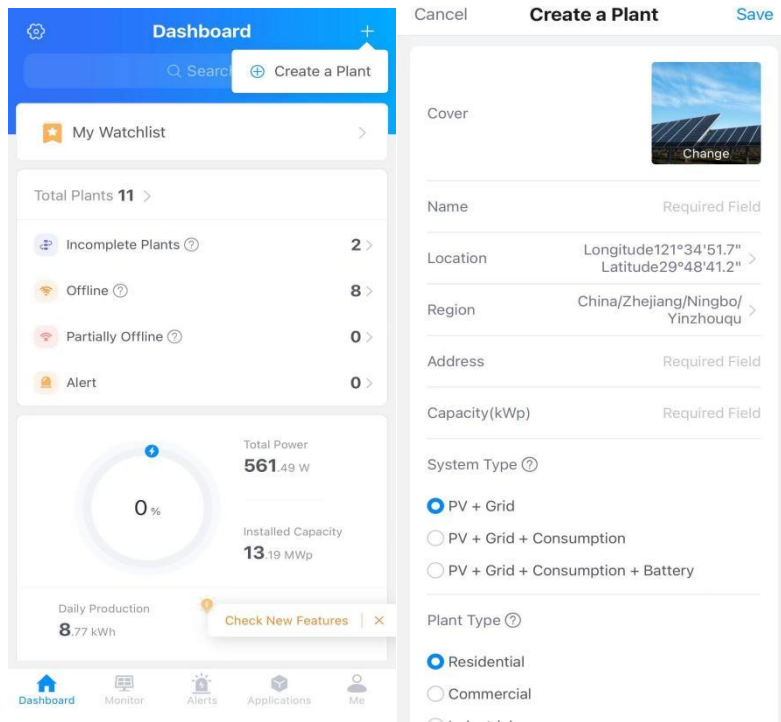 Dashboard
+
Search
Create a Plant
My Watchlist
Total Plants 11 >
Incomplete Plants ? 2 >
Offline ? 8 >
Partially Offline ? 0 >
Alert 0 >
0 %
Total Power
561.49 W
Installed Capacity
13.19 MWp
Daily Production
8.77 kWh
Check New Features | ×
Dashboard Monitor Alerts Applications Me
Cancel Create a Plant Save
Cover
Change
Name Required Field
Location Longitude121°34'51.7"
Latitude29°48'41.2"
Region China/Zhejiang/Ningbo/
Yinzhouqu
Address Required Field
Capacity(kWp) Required Field
System Type ?
PV + Grid
PV + Grid + Consumption
PV + Grid + Consumption + Battery
Plant Type ?
Residential
Commercial